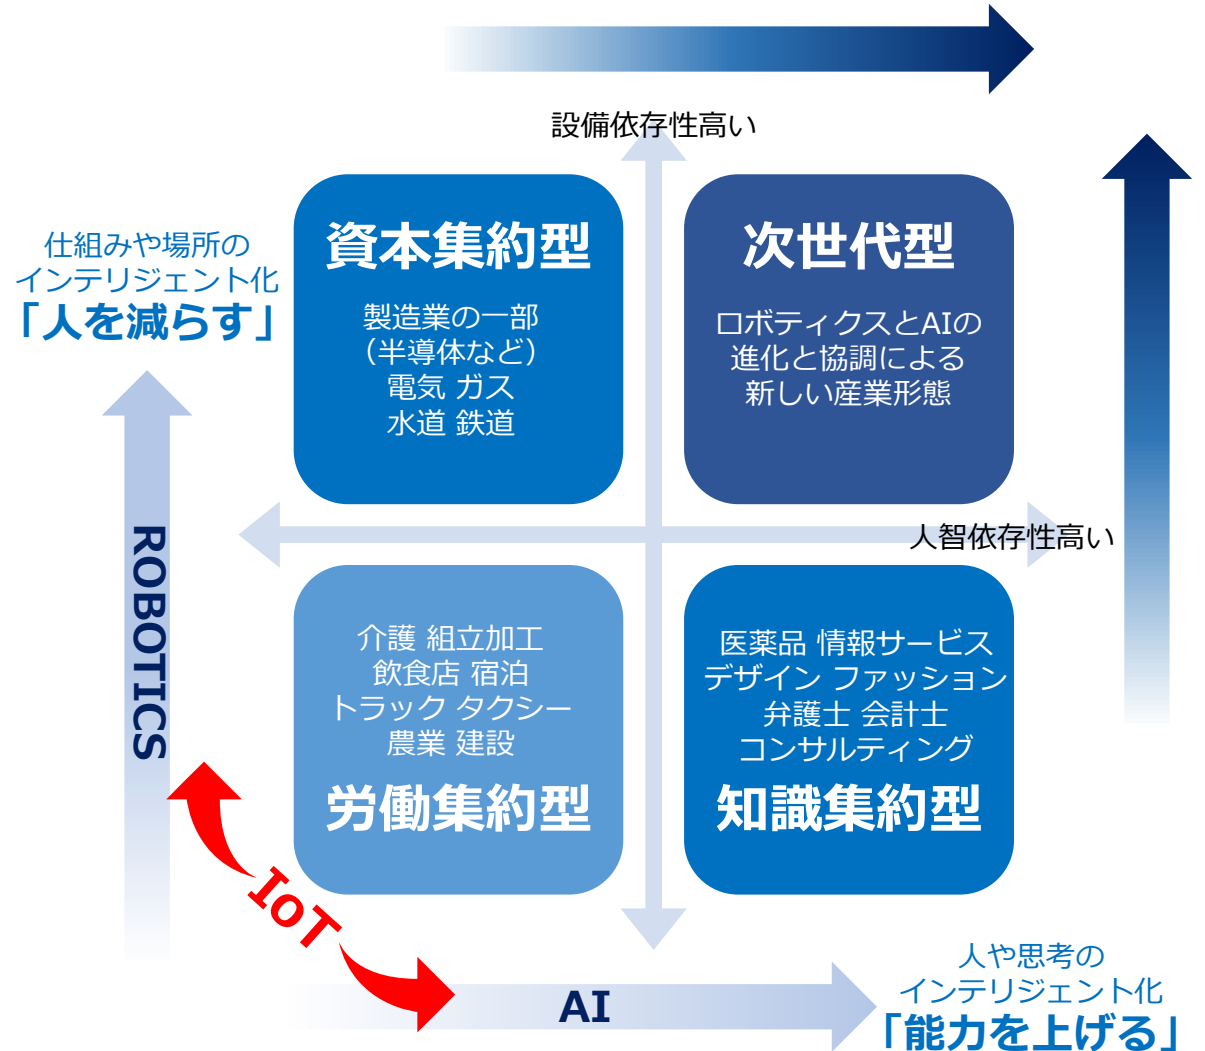 設備依存性高い
仕組みや場所の
インテリジェント化
「人を減らす」
資本集約型
製造業の一部
（半導体など）
電気 ガス
水道 鉄道
次世代型
ロボティクスとAIの
進化と協調による
新しい産業形態
人智依存性高い
ROBOTICS
介護 組立加工
飲食店 宿泊
トラック タクシー
農業 建設
労働集約型
医薬品 情報サービス
デザイン ファッション
弁護士 会計士
コンサルティング
知識集約型
IoT
AI
人や思考の
インテリジェント化
「能力を上げる」